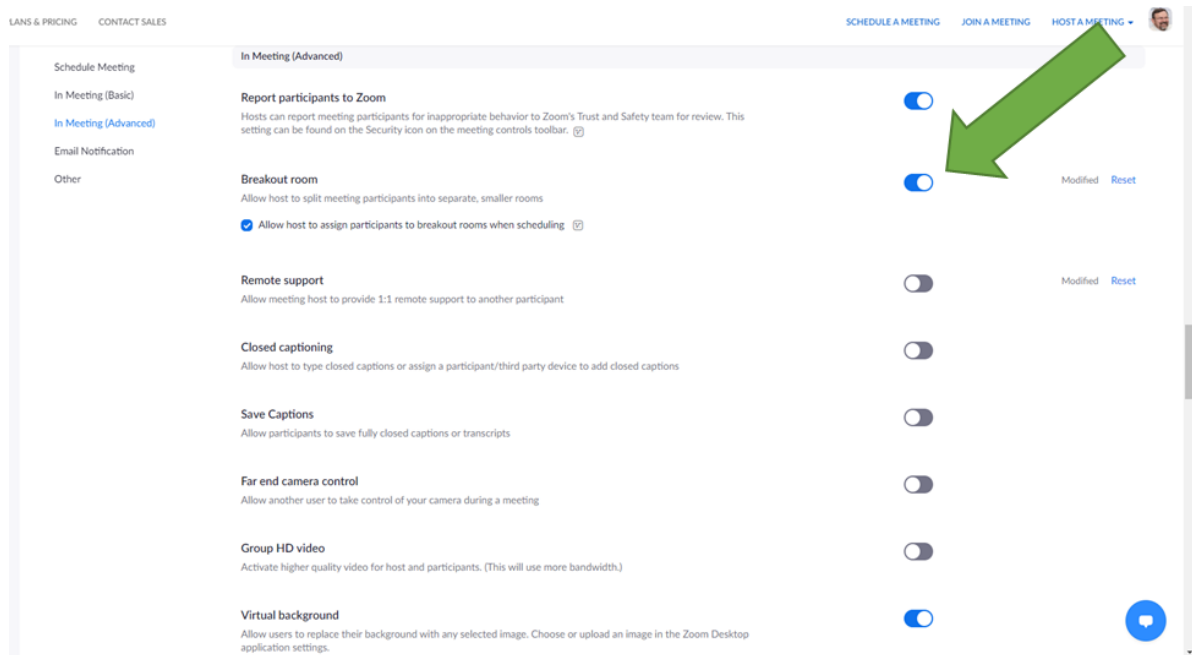 LANS & PRICING CONTACT SALES SCHEDULE A MEETING JOIN A MEETING HOST A MEETING
Schedule Meeting
In Meeting (Basic)
In Meeting (Advanced)
Email Notification
Other
In Meeting (Advanced)
Report participants to Zoom
Hosts can report meeting participants for inappropriate behavior to Zoom's Trust and Safety team for review. This
setting can be found on the Security icon on the meeting controls toolbar.
Breakout room
Modified Reset
Allow host to split meeting participants into separate, smaller rooms
Allow host to assign participants to breakout rooms when scheduling
Remote support
Modified Reset
Allow meeting host to provide 1:1 remote support to another participant
Closed captioning
Allow host to type closed captions or assign a participant/third party device to add closed captions
Save Captions
Allow participants to save fully closed captions or transcripts
Far end camera control
Allow another user to take control of your camera during a meeting
Group HD video
Activate higher quality video for host and participants. (This will use more bandwidth.)
Virtual background
Allow users to replace their background with any selected image. Choose or upload an image in the Zoom Desktop
application settings.